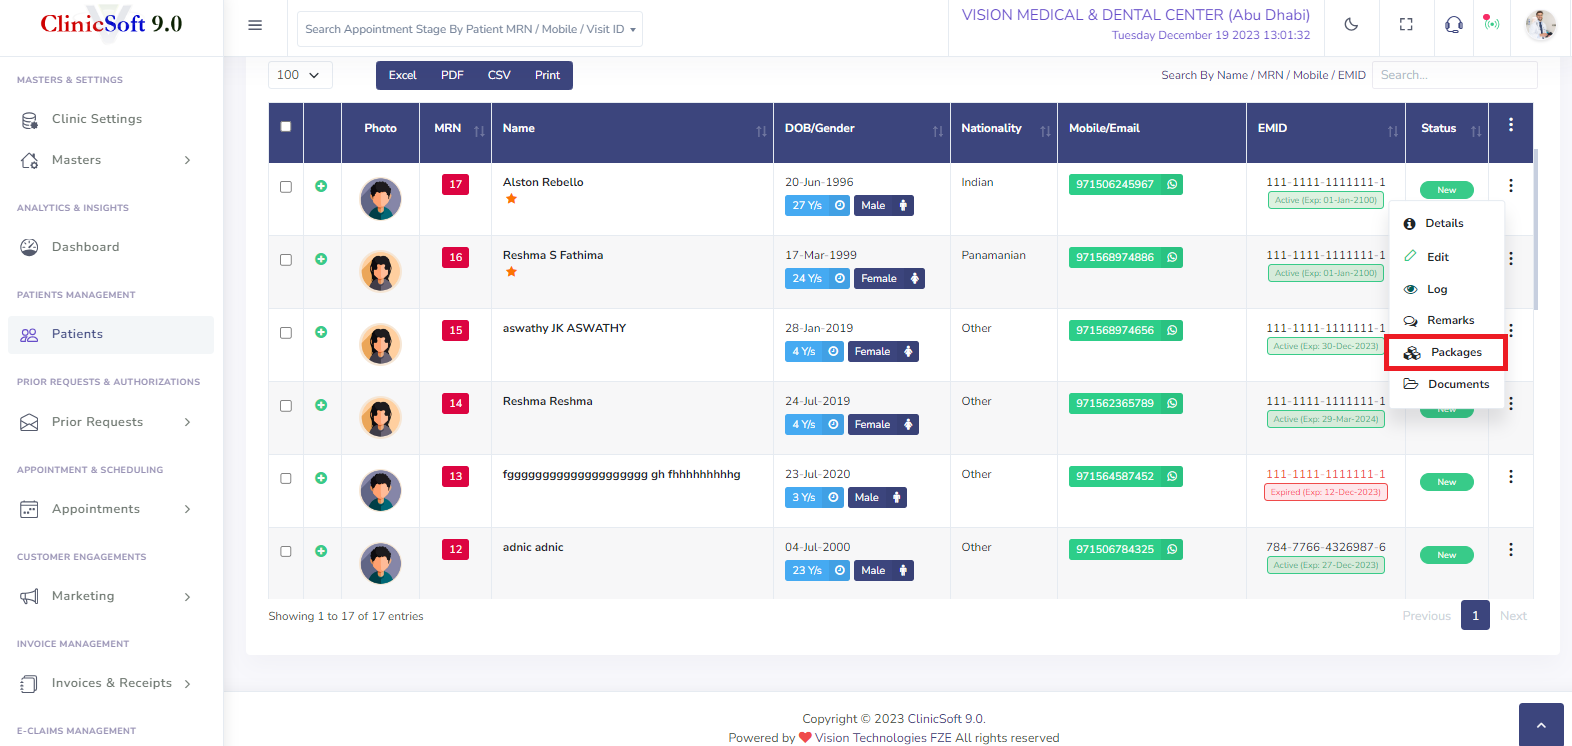 ClinicSoft 9.0
Search Appointment Stage By Patient MRN / Mobile / Visit ID
VISION MEDICAL & DENTAL CENTER (Abu Dhabi)
Tuesday December 19 2023 13:01:32
MASTERS & SETTINGS
Clinic Settings
Masters
ANALYTICS & INSIGHTS
Dashboard
PATIENTS MANAGEMENT
Patients
PRIOR REQUESTS & AUTHORIZATIONS
Prior Requests
APPOINTMENT & SCHEDULING
Appointments
CUSTOMER ENGAGEMENTS
Marketing
INVOICE MANAGEMENT
Invoices & Receipts
E-CLAIMS MANAGEMENT
100
Excel PDF CSV Print
Search By Name / MRN / Mobile / EMID Search...
Photo MRN Name DOB/Gender Nationality Mobile/Email EMID Status
17 Alston Rebello 20-Jun-1996 Indian 971506245967 111-1111-1111111-1 New
27 Y/s Male Active (Exp: 01-Jan-2100)
16 Reshma S Fathima 17-Mar-1999 Panamanian 971568974886 111-1111-1111111-1
24 Y/s Female Active (Exp: 01-Jan-2100)
15 aswathy JK ASWATHY 28-Jan-2019 Other 971568974656 111-1111-1111111-1
4 Y/s Female Active (Exp: 30-Dec-2023)
14 Reshma Reshma 24-Jul-2019 Other 971562365789 111-1111-1111111-1 New
4 Y/s Female Active (Exp: 29-Mar-2024)
13 fgggggggggggggggggggg gh fhhhhhhhhg 23-Jul-2020 Other 971564587452 111-1111-1111111-1 New
3 Y/s Male Expired (Exp: 12-Dec-2023)
12 adnic adnic 04-Jul-2000 Other 971506784325 784-7766-4326987-6 New
23 Y/s Male Active (Exp: 27-Dec-2023)
Details
Edit
Log
Remarks
Packages
Documents
Showing 1 to 17 of 17 entries
Previous 1 Next
Copyright © 2023 ClinicSoft 9.0.
Powered by ❤ Vision Technologies FZE All rights reserved